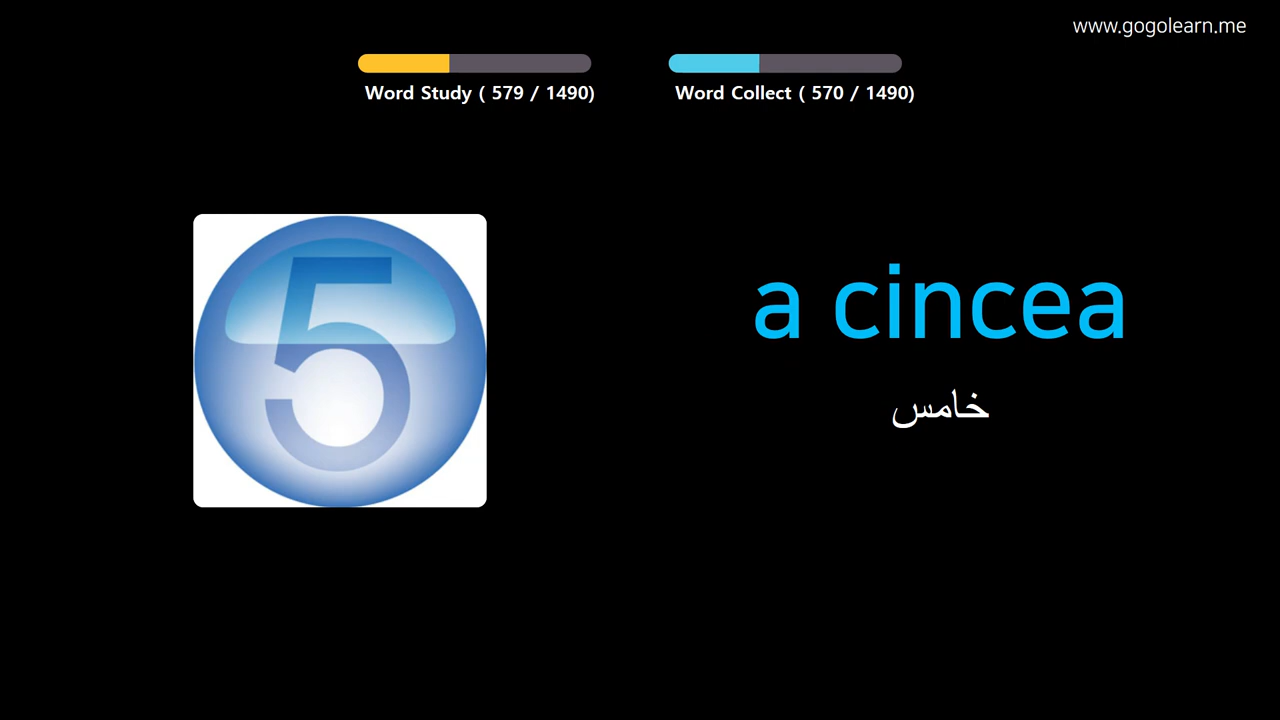 www.gogolearn.me
Word Study ( 579 / 1490)
Word Collect ( 570 / 1490)
5
a cincea
خامس